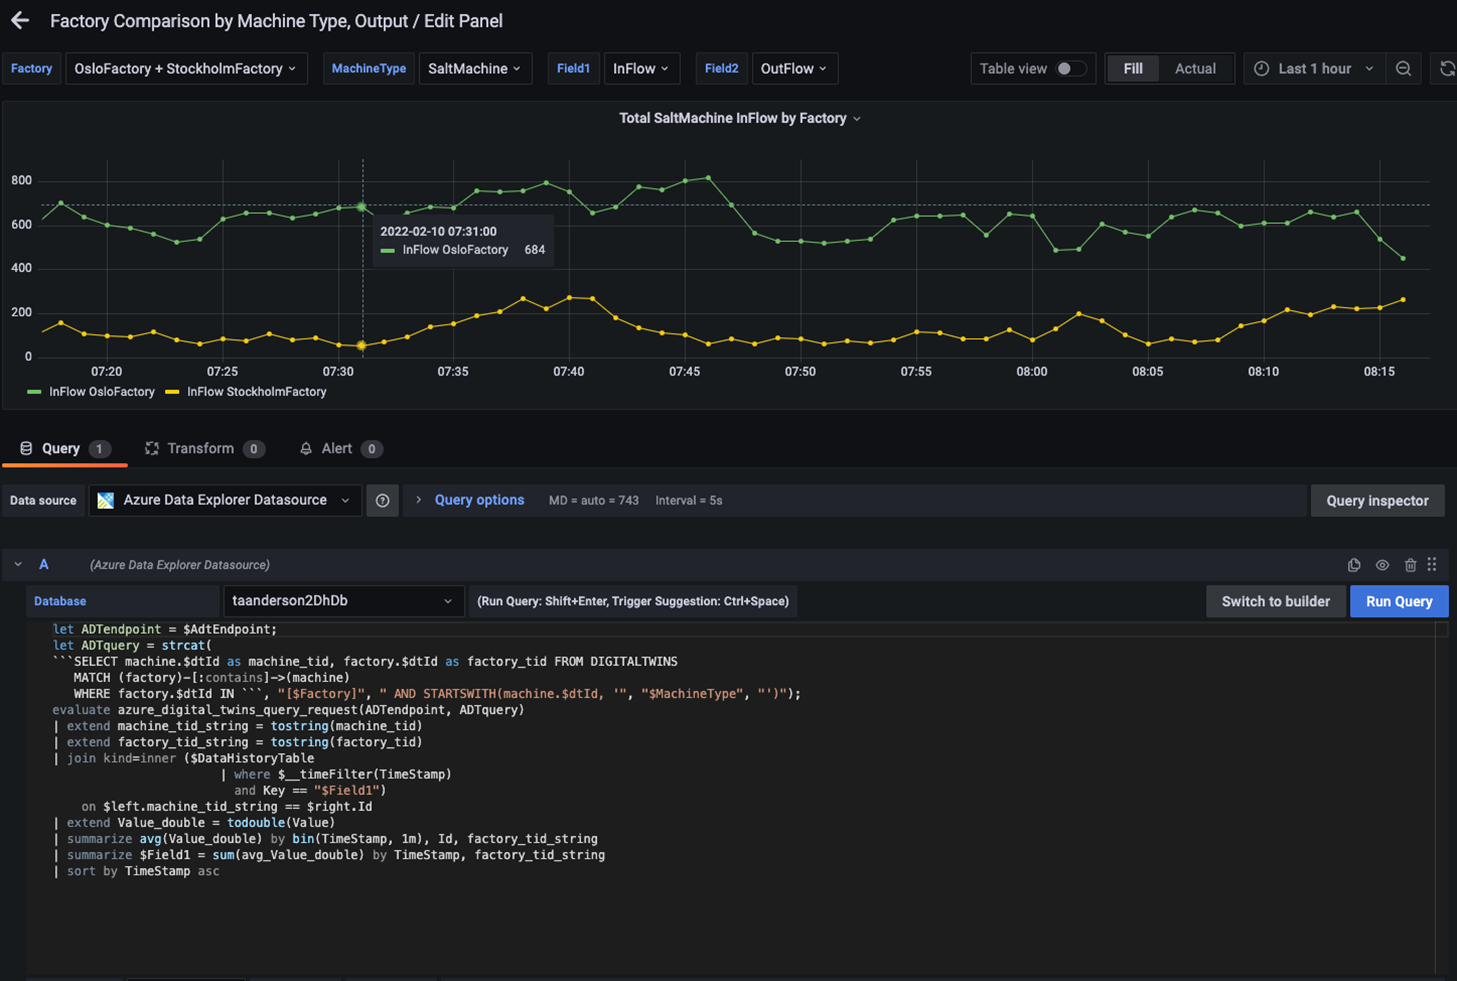 Factory Comparison by Machine Type, Output / Edit Panel
Factory OsloFactory + StockholmFactory MachineType SaltMachine Field1 InFlow Field2 OutFlow Table view Fill Actual Last 1 hour
Total SaltMachine InFlow by Factory
800
600
400
200
0
2022-02-10 07:31:00
InFlow OsloFactory 684
07:20 07:25 07:30 07:35 07:40 07:45 07:50 07:55 08:00 08:05 08:10 08:15
InFlow OsloFactory InFlow StockholmFactory
Query 1 Transform 0 Alert 0
Data source Azure Data Explorer Datasource Query options MD = auto = 743 Interval = 5s Query inspector
A (Azure Data Explorer Datasource)
Database taanderson2DhDb (Run Query: Shift+Enter, Trigger Suggestion: Ctrl+Space) Switch to builder Run Query
let ADTendpoint = $AdtEndpoint;
let ADTquery = strcat(
```SELECT machine.$dtId as machine_tid, factory.$dtId as factory_tid FROM DIGITALTWINS
MATCH (factory)-[:contains]->(machine)
WHERE factory.$dtId IN ```, "[$Factory]", " AND STARTSWITH(machine.$dtId, '", "$MachineType", "')");
evaluate azure_digital_twins_query_request(ADTendpoint, ADTquery)
| extend machine_tid_string = tostring(machine_tid)
| extend factory_tid_string = tostring(factory_tid)
| join kind=inner ($DataHistoryTable
| where $__timeFilter(TimeStamp)
and Key == "$Field1")
on $left.machine_tid_string == $right.Id
| extend Value_double = todouble(Value)
| summarize avg(Value_double) by bin(TimeStamp, 1m), Id, factory_tid_string
| summarize $Field1 = sum(avg_Value_double) by TimeStamp, factory_tid_string
| sort by TimeStamp asc